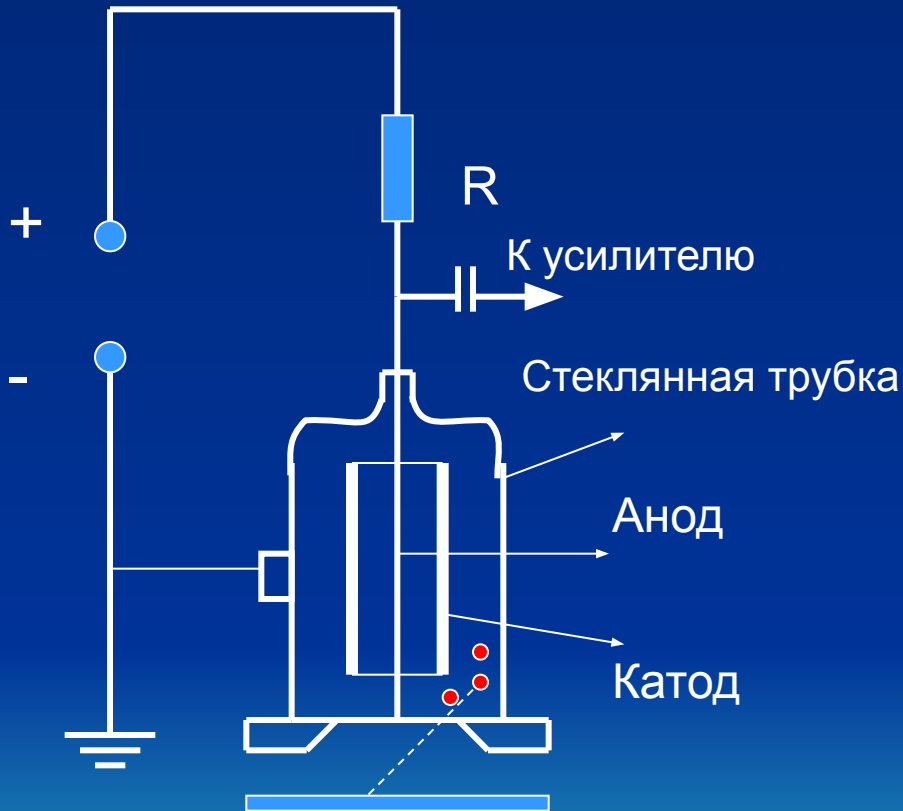 R
+
К усилителю
-
Стеклянная трубка
Анод
Катод